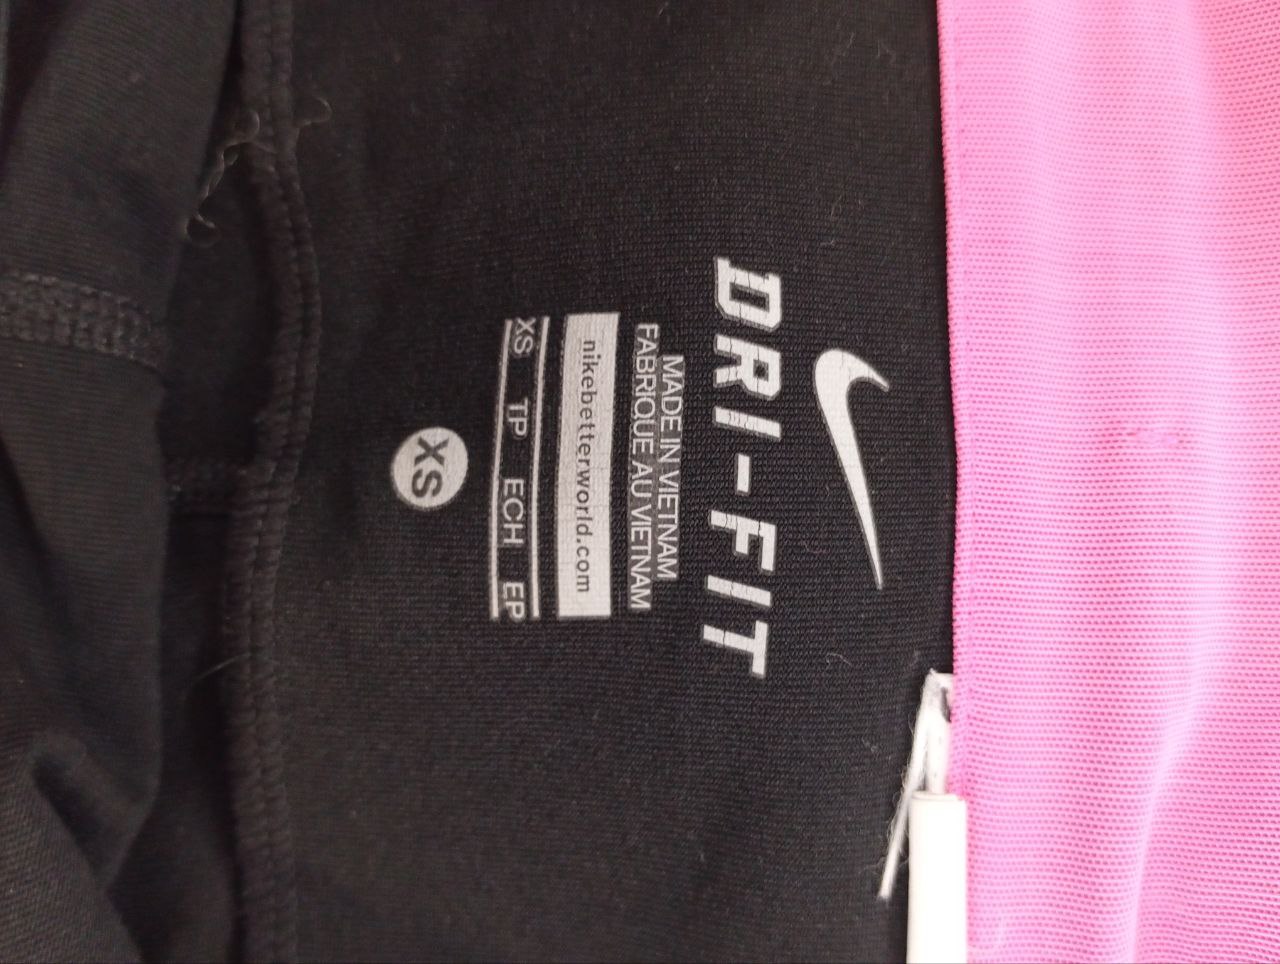 DRI-FIT
MADE IN VIETNAM
FABRIQUE AU VIETNAM
nikebetterworld.com
XS TP ECH EP
XS